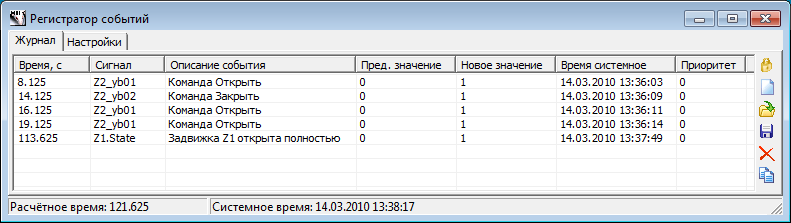 Регистратор событий
Журнал Настройки
Время, с Сигнал Описание события Пред. значение Новое значение Время системное Приоритет
8.125 Z2_yb01 Команда Открыть 0 1 14.03.2010 13:36:03 0
14.125 Z2_yb02 Команда Закрыть 0 1 14.03.2010 13:36:09 0
16.125 Z2_yb01 Команда Открыть 0 1 14.03.2010 13:36:11 0
19.125 Z2_yb01 Команда Открыть 0 1 14.03.2010 13:36:14 0
113.625 Z1.State Задвижка Z1 открыта полностью 0 1 14.03.2010 13:37:49 0
Расчётное время: 121.625 Системное время: 14.03.2010 13:38:17